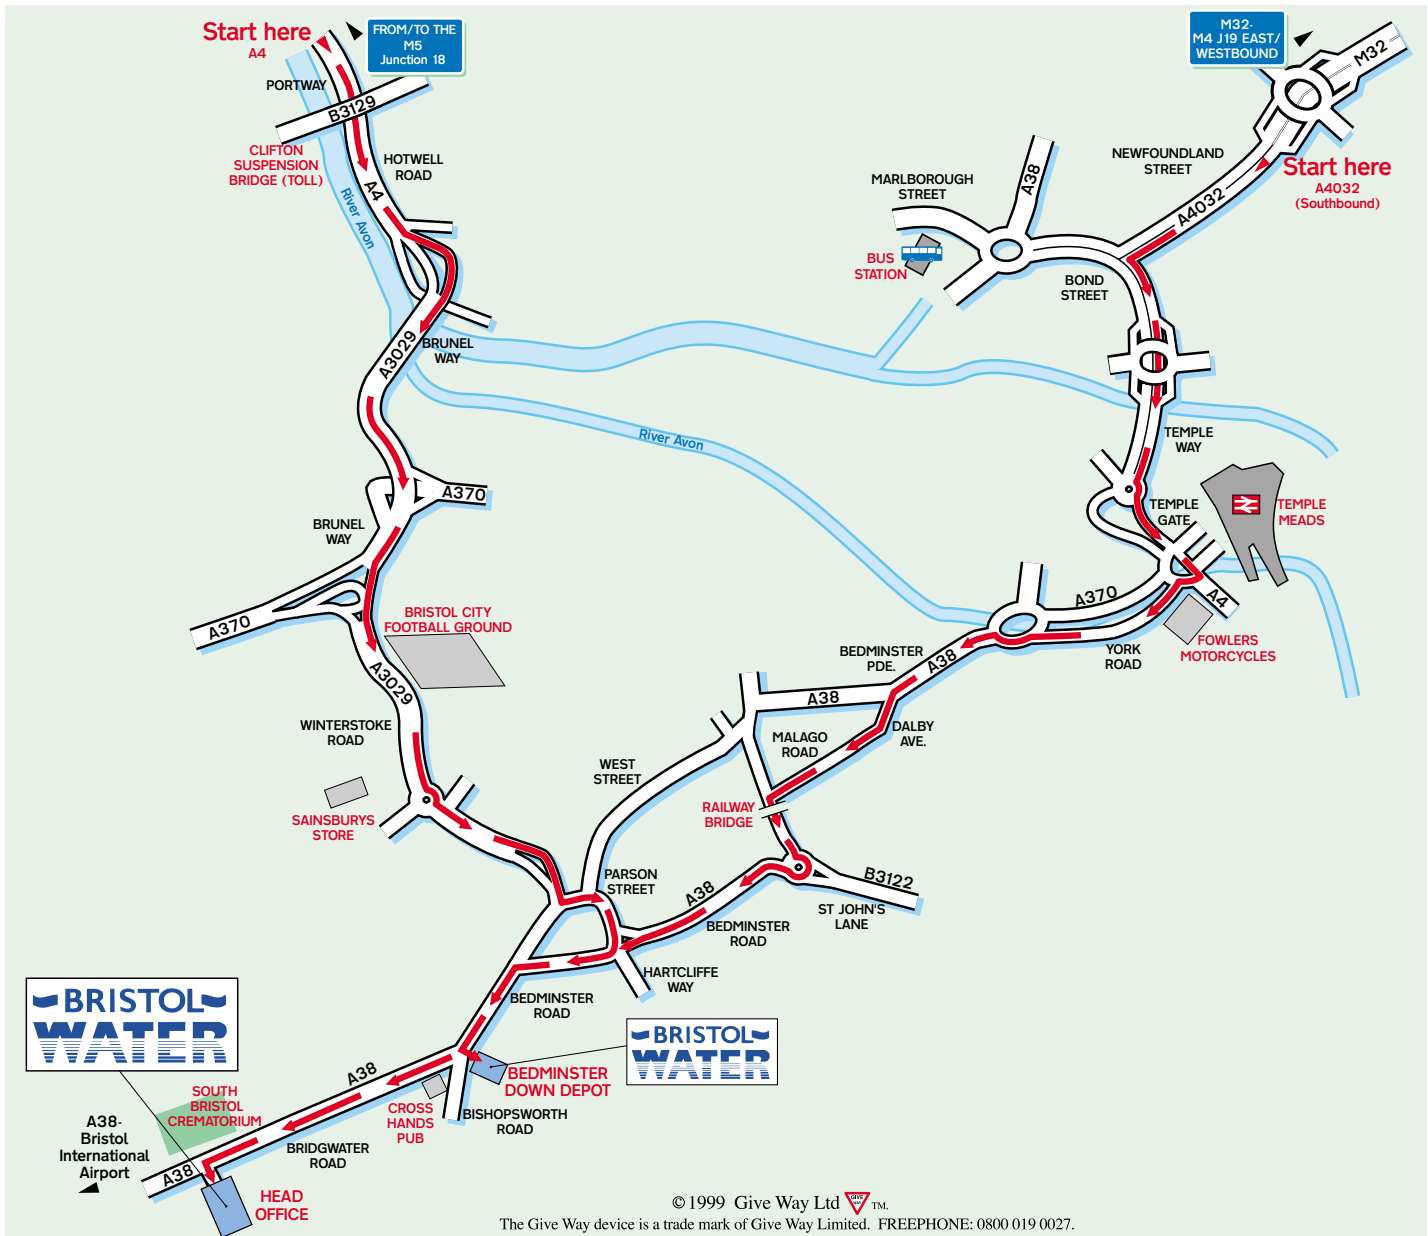 Start here
A4
FROM/TO THE
M5
Junction 18
PORTWAY
B3129
CLIFTON
SUSPENSION
BRIDGE (TOLL)
HOTWELL
ROAD
A4
River Avon
M32-
M4 J19 EAST/
WESTBOUND
M32
NEWFOUNDLAND
STREET
Start here
A4032
(Southbound)
A4032
MARLBOROUGH
STREET
A38
BUS
STATION
BOND
STREET
A3029
BRUNEL
WAY
River Avon
TEMPLE
WAY
TEMPLE
GATE
TEMPLE
MEADS
A370
BRUNEL
WAY
A370
BRISTOL CITY
FOOTBALL GROUND
A370
A4
FOWLERS
MOTORCYCLES
YORK
ROAD
BEDMINSTER
PDE.
A38
A3029
WINTERSTOKE
ROAD
A38
DALBY
AVE.
MALAGO
ROAD
WEST
STREET
SAINSBURYS
STORE
RAILWAY
BRIDGE
PARSON
STREET
A38
B3122
ST JOHN'S
LANE
BEDMINSTER
ROAD
HARTCLIFFE
WAY
BEDMINSTER
ROAD
BRISTOL
WATER
BRISTOL
WATER
BEDMINSTER
DOWN DEPOT
A38
SOUTH
BRISTOL
CREMATORIUM
CROSS
HANDS
PUB
BISHOPSWORTH
ROAD
A38-
Bristol
International
Airport
BRIDGWATER
ROAD
A38
HEAD
OFFICE
©1999 Give Way Ltd GIVE WAY TM.
The Give Way device is a trade mark of Give Way Limited. FREEPHONE: 0800 019 0027.